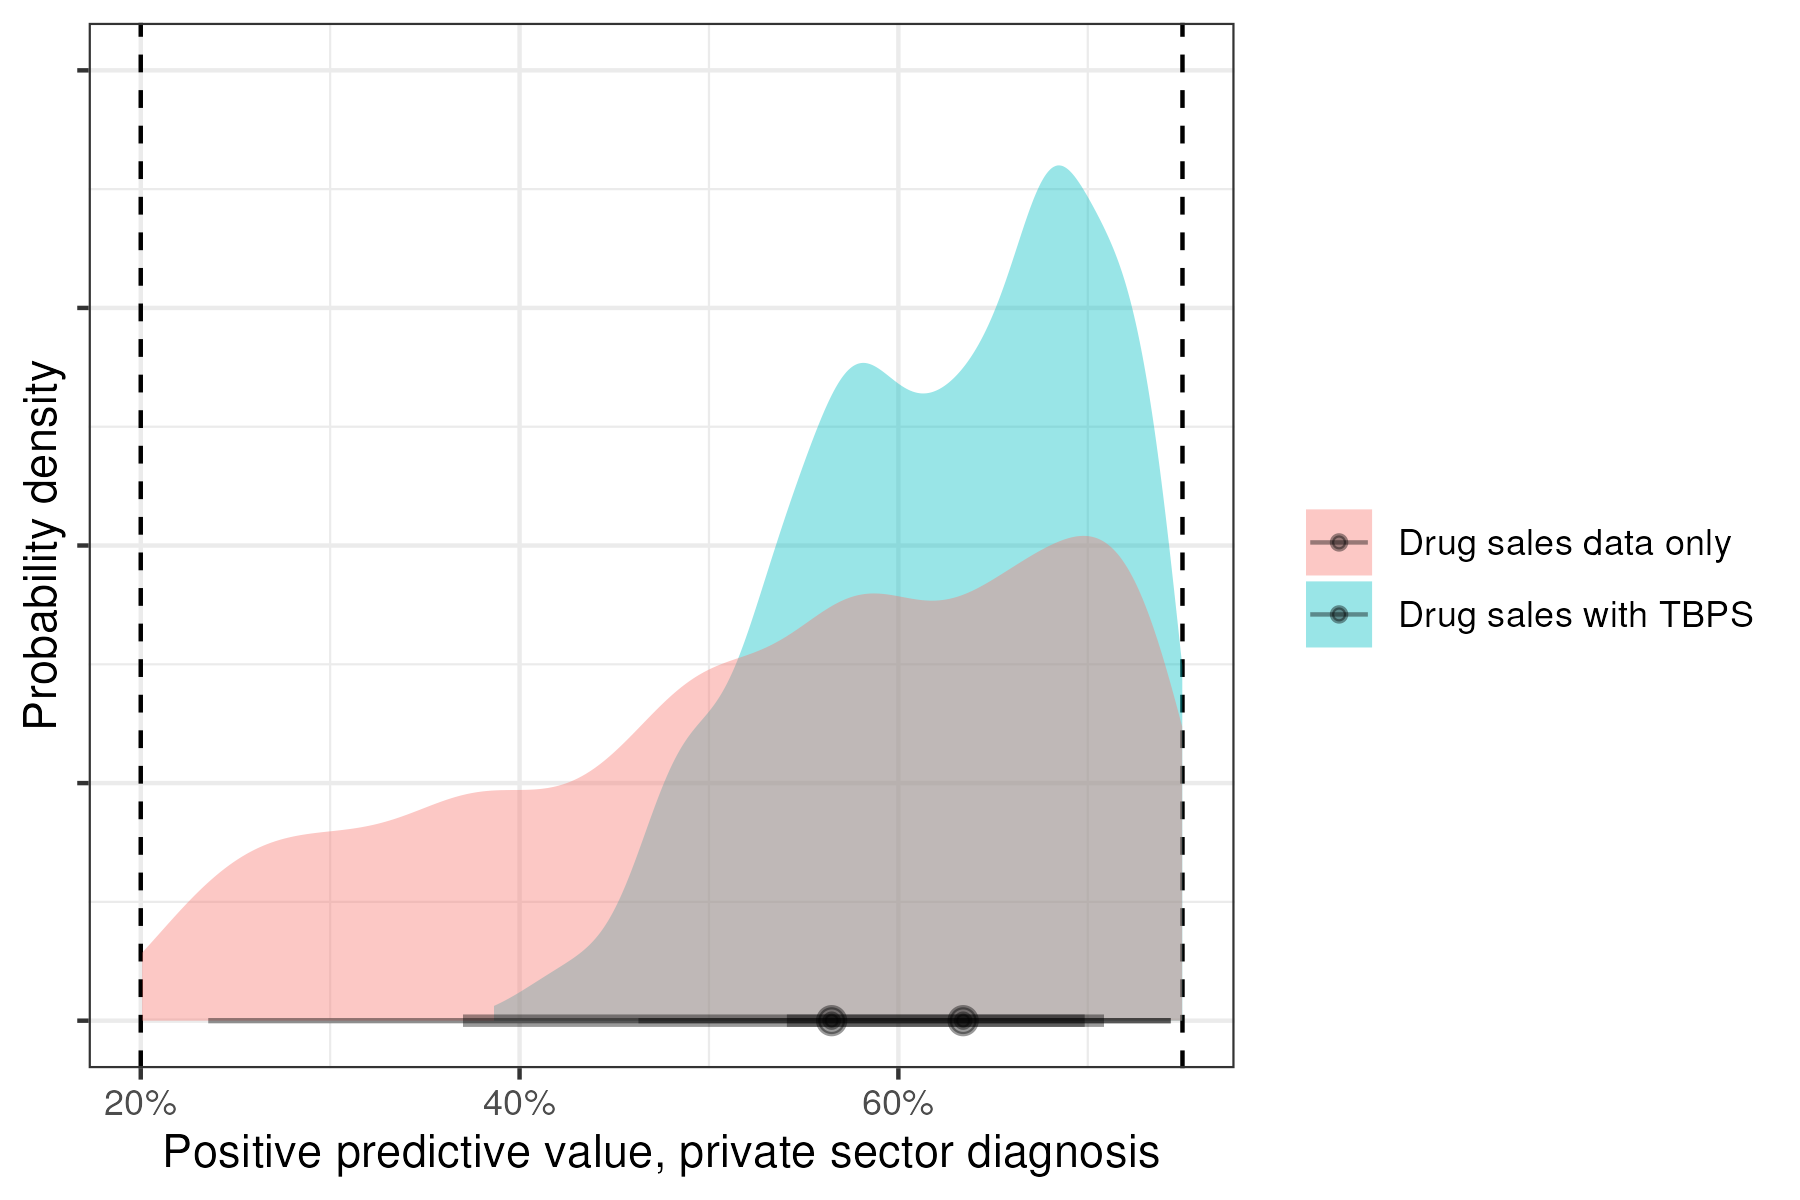 Probability density
20%
40%
60%
Positive predictive value, private sector diagnosis
Drug sales data only
Drug sales with TBPS